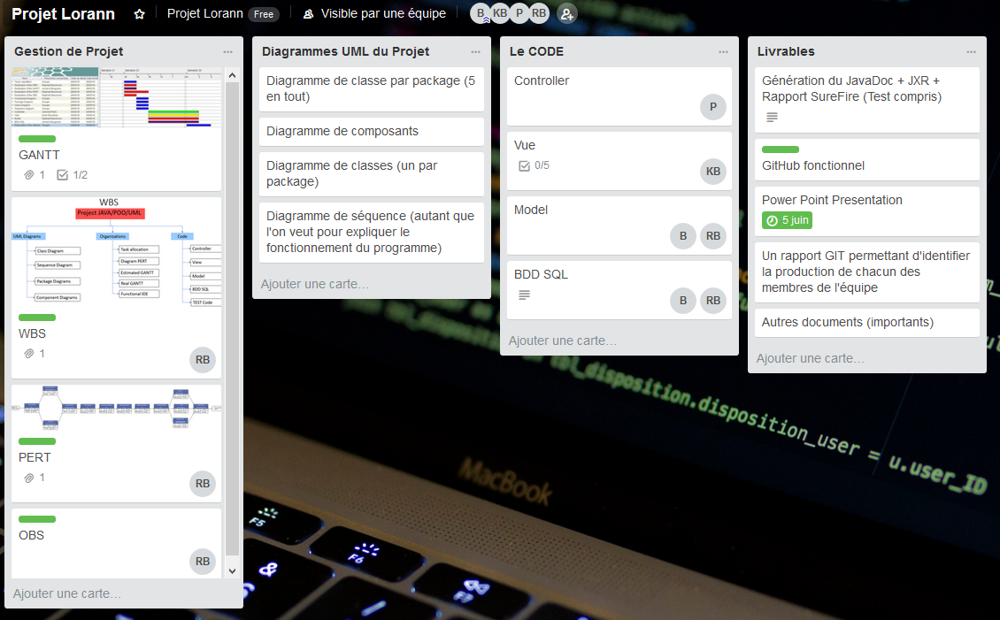 Projet Lorann
Projet Lorann Free
Visible par une équipe
B KB P RB
Gestion de Projet
GANTT
1 1/2
WBS
Project JAVA/POO/UML
UML Diagrams
Organizations
Code
Class Diagram
Sequence Diagram
Package Diagrams
Component Diagrams
Task allocation
Diagram PERT
Estimated GANTT
Real GANTT
Functional IDE
Controller
View
Model
BDD SQL
TEST Code
WBS
1
RB
PERT
1
RB
OBS
RB
Ajouter une carte…
Diagrammes UML du Projet
Diagramme de classe par package (5
en tout)
Diagramme de composants
Diagramme de classes (un par
package)
Diagramme de séquence (autant que
l'on veut pour expliquer le
fonctionnement du programme)
Ajouter une carte…
Le CODE
Controller
P
Vue
0/5
KB
Model
B RB
BDD SQL
B RB
Ajouter une carte…
Livrables
Génération du JavaDoc + JXR +
Rapport SureFire (Test compris)
GitHub fonctionnel
Power Point Presentation
5 juin
Un rapport GIT permettant d'identifier
la production de chacun des
membres de l'équipe
Autres documents (importants)
Ajouter une carte…
tbl_disposition.disposition_user = u.user_ID
MacBook
F5
F6
F7
&